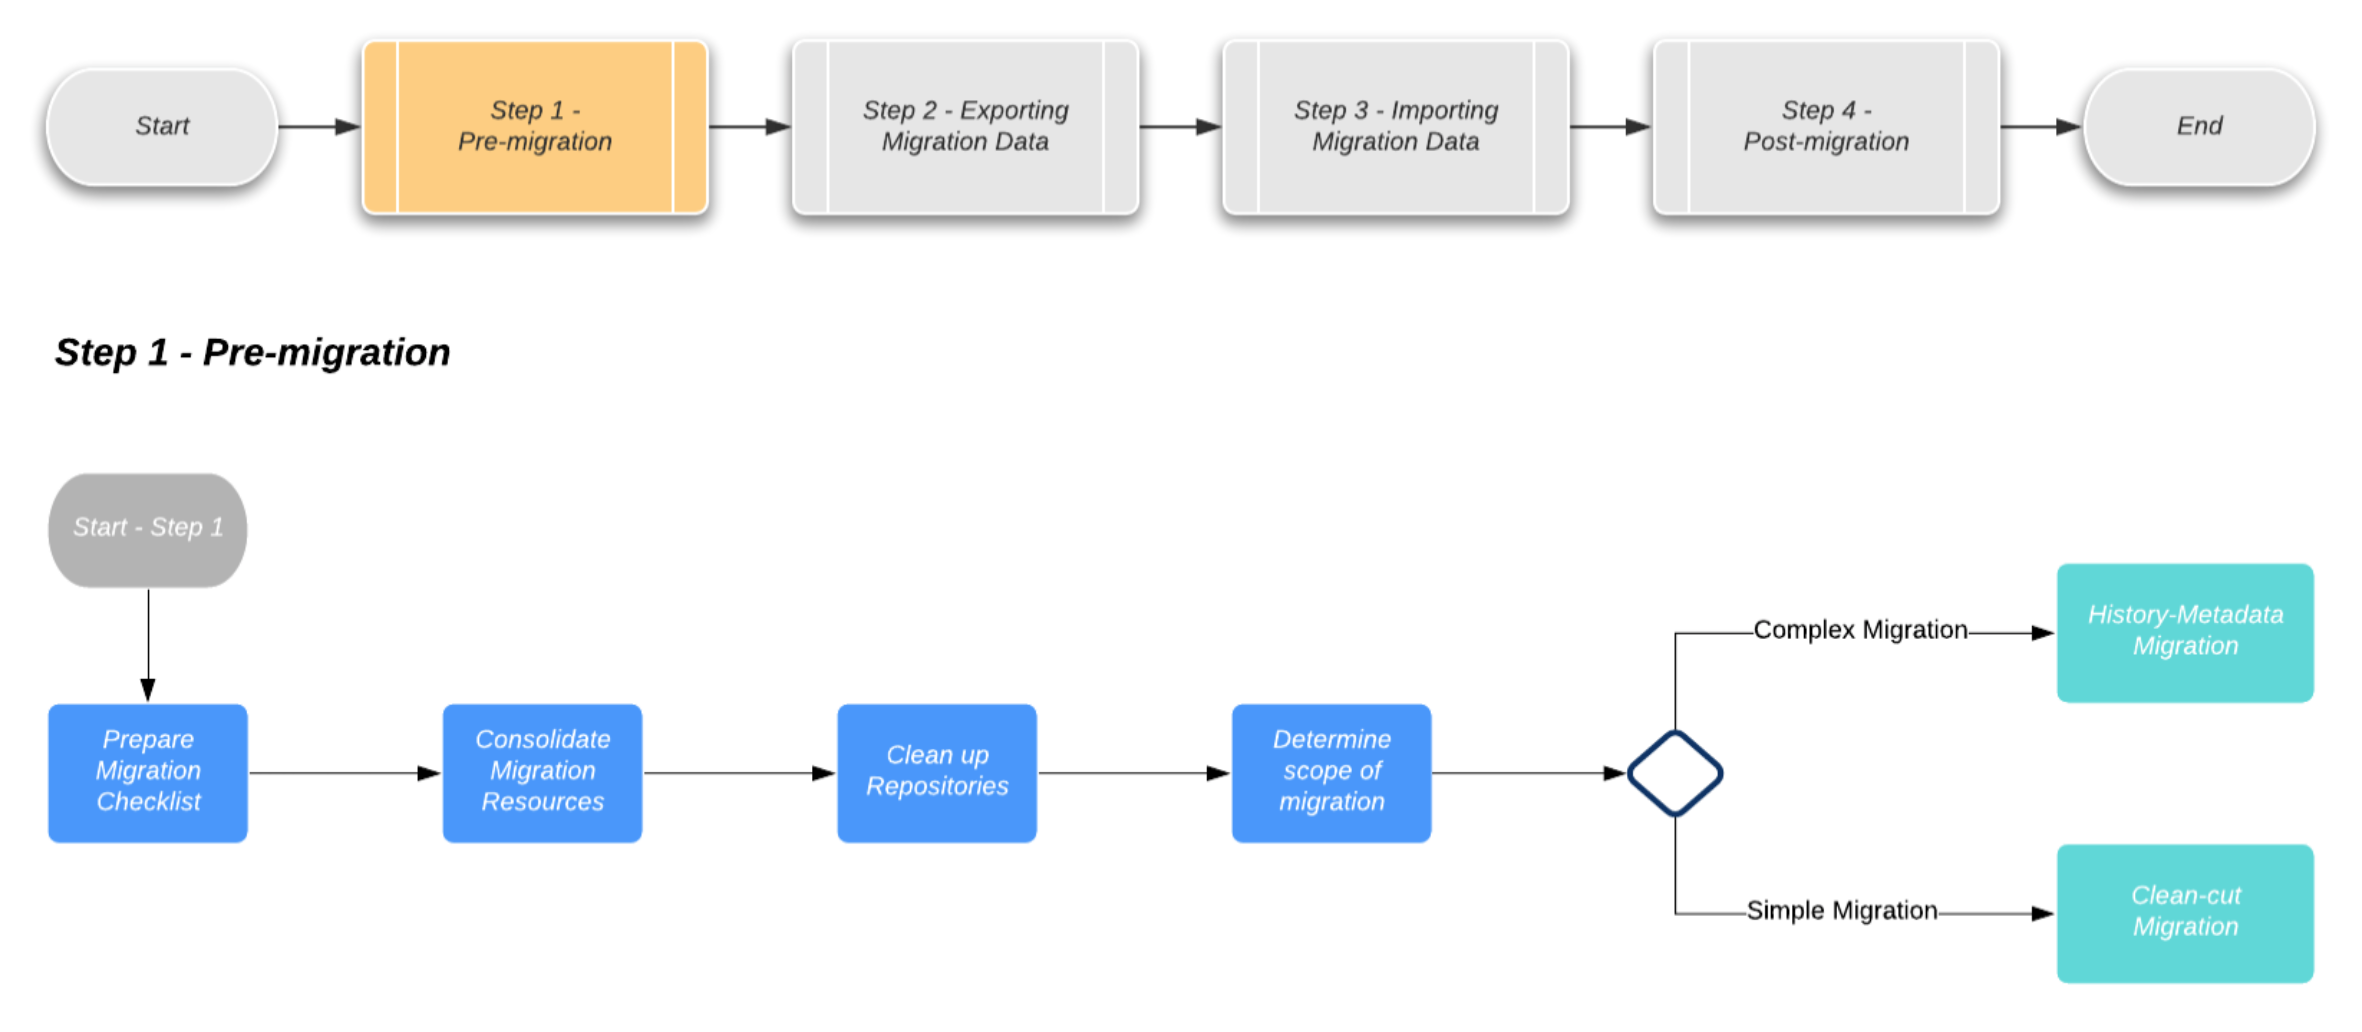 Start
Step 1 -
Pre-migration
Step 2 - Exporting
Migration Data
Step 3 - Importing
Migration Data
Step 4 -
Post-migration
End
Step 1 - Pre-migration
Start - Step 1
Prepare
Migration
Checklist
Consolidate
Migration
Resources
Clean up
Repositories
Determine
scope of
migration
Complex Migration
History-Metadata
Migration
Simple Migration
Clean-cut
Migration